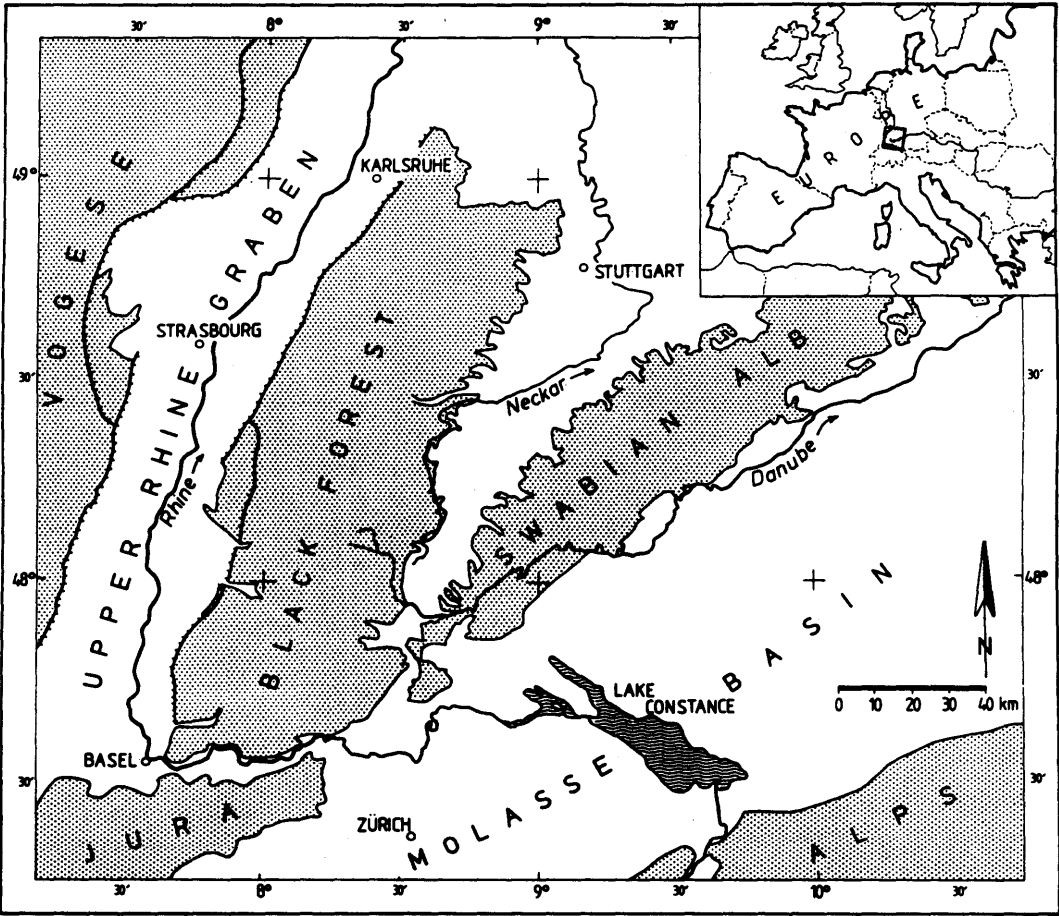 30'
8°
30'
9°
30'
EUROPE
49°
KARLSRUHE
STUTTGART
VOGESE
UPPER RHINE GRABEN
STRASBOURG
30'
30'
BLACK FOREST
Neckar
SWABIAN ALB
Rhine
Danube
48°
48°
N
LAKE
CONSTANCE
0 10 20 30 40 km
BASEL
30'
30'
JURA
ZÜRICH
MOLASSE BASIN
ALPS
30'
8°
30'
9°
30'
10°
30'